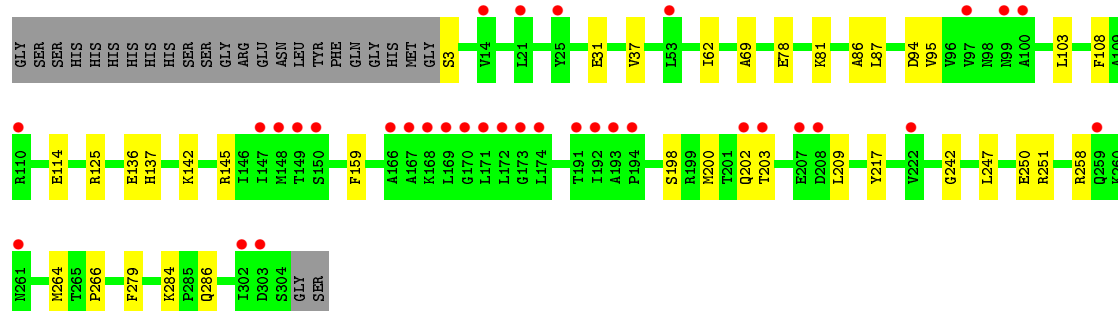 GLY SER SER HIS HIS HIS HIS HIS HIS SER SER GLY ARG GLU ASN LEU TYR PHE GLN GLY HIS MET GLY S3 V14 L21 Y25 E31 V37 L53 I62 A69 E78 K81 A86 L87 D94 V95 V96 V97 N98 N99 A100 L103 F108 A109
R110 E114 R125 E136 H137 K142 R145 I146 I147 M148 T149 S150 F159 A166 A167 K168 L169 G170 L171 L172 G173 L174 T191 I192 A193 P194 S198 R199 M200 T201 Q202 T203 E207 D208 L209 Y217 V222 G242 L247 E250 R251 R258 Q259 K260
N261 M264 T265 P266 F279 K284 P285 Q286 I302 D303 S304 GLY SER